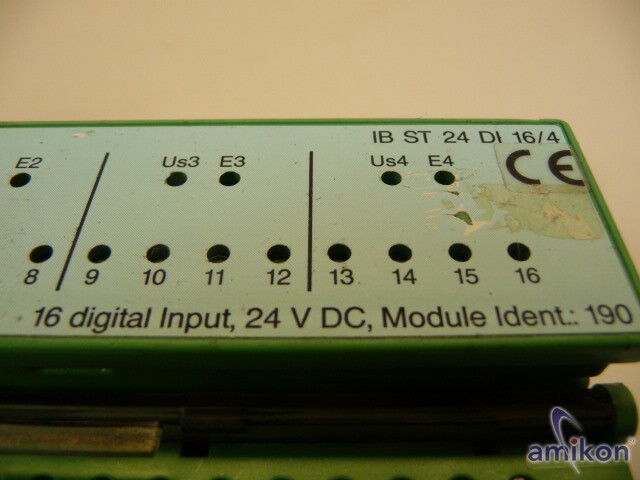 IB ST 24 DI 16/4
E2 Us3 E3 Us4 E4 CE
8 9 10 11 12 13 14 15 16
16 digital Input, 24 V DC, Module Ident.: 190
amikon®